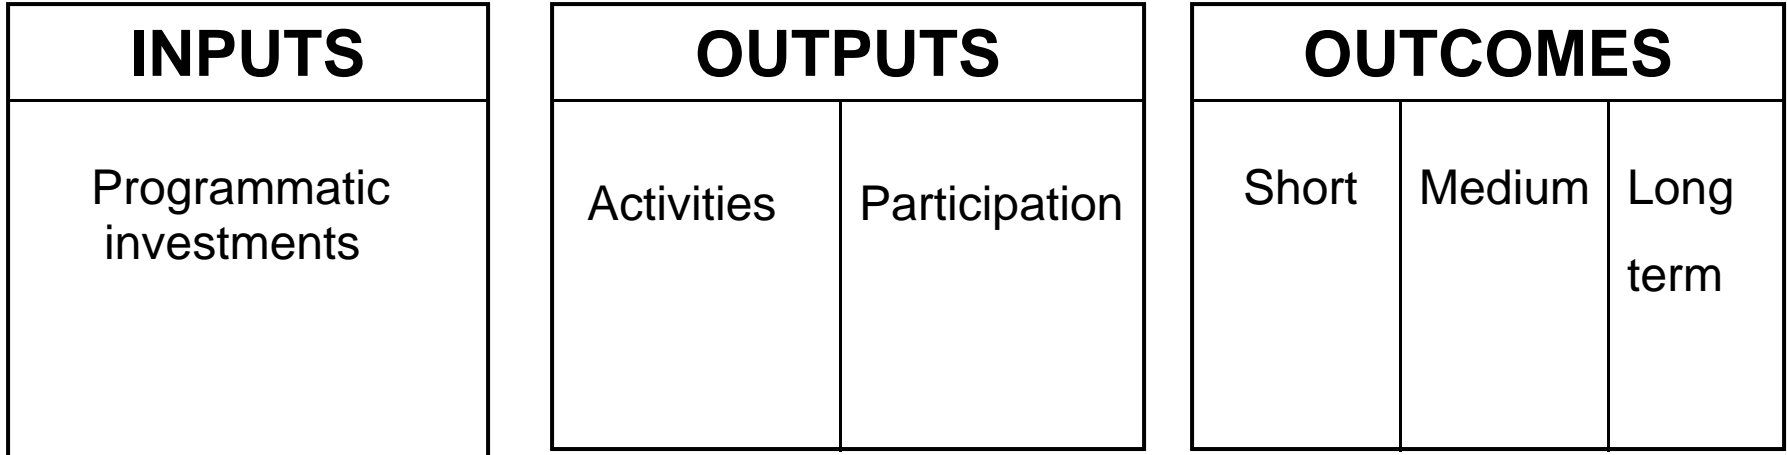 INPUTS
Programmatic
investments
OUTPUTS
Activities
Participation
OUTCOMES
Short
Medium
Long
term